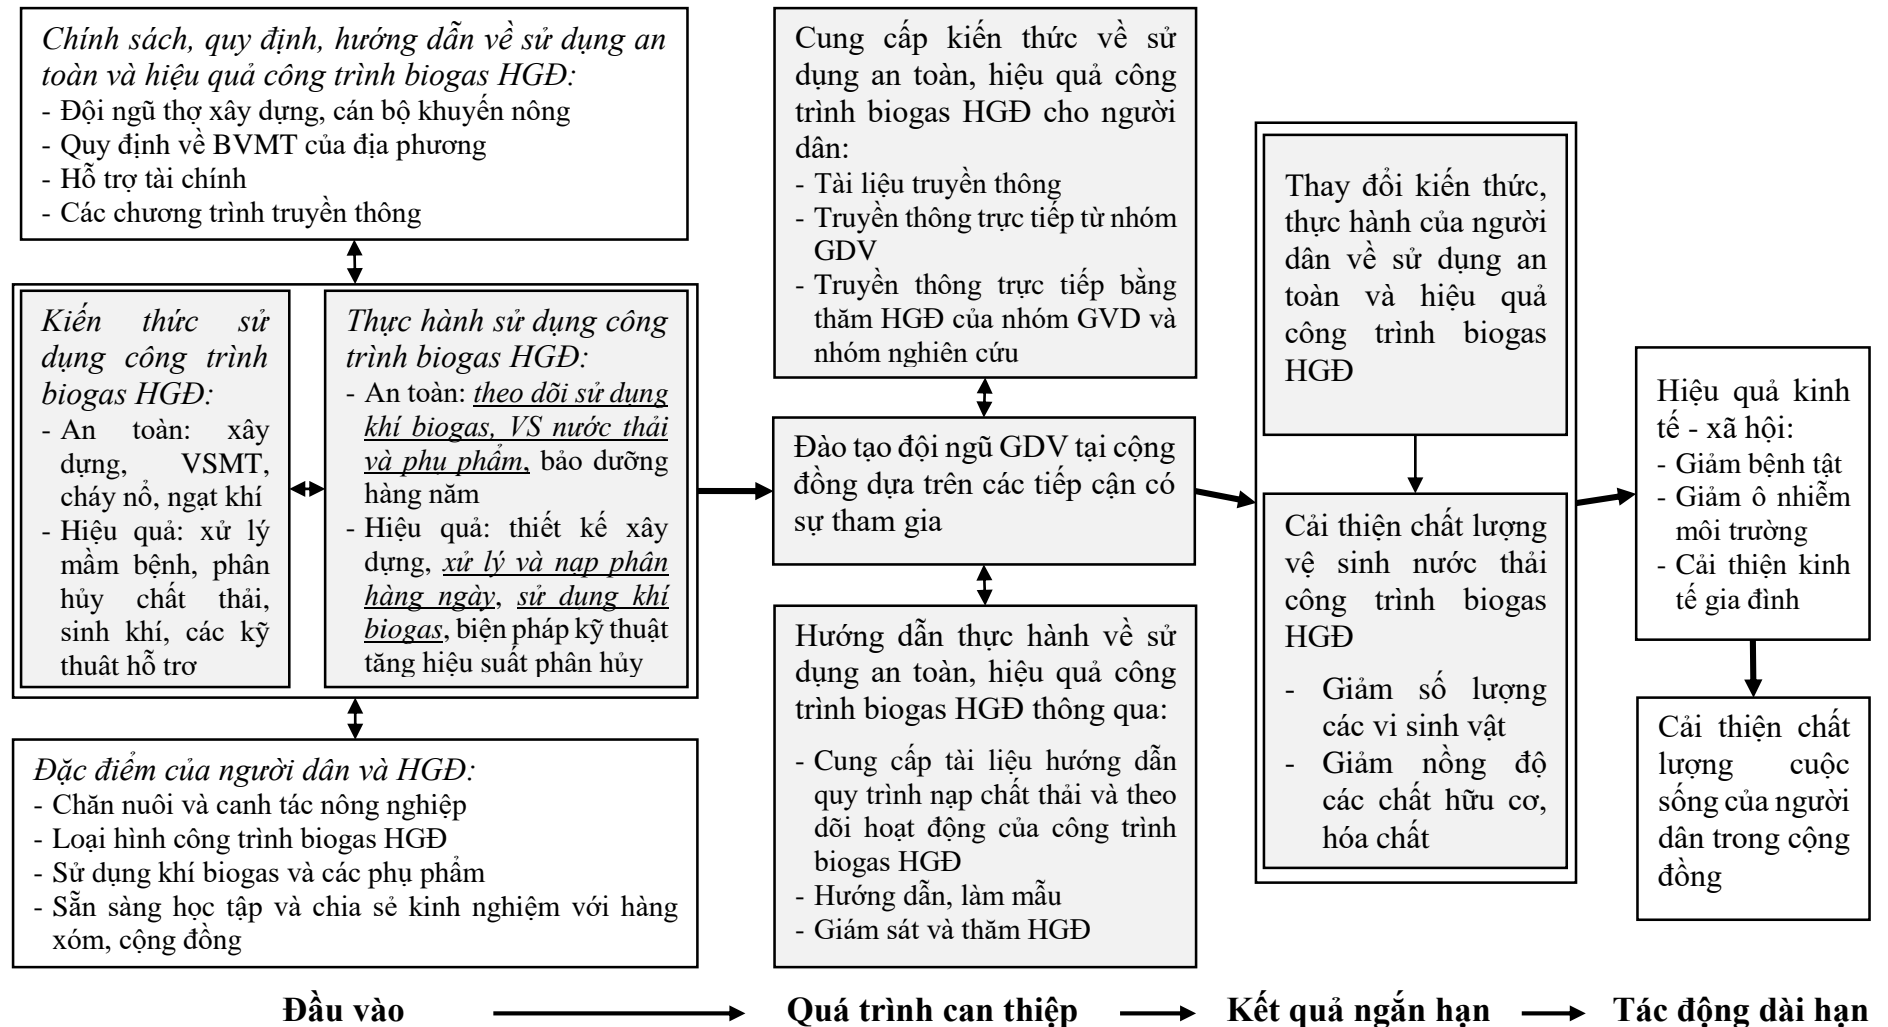 Chính sách, quy định, hướng dẫn về sử dụng an
toàn và hiệu quả công trình biogas HGĐ:
- Đội ngũ thợ xây dựng, cán bộ khuyến nông
- Quy định về BVMT của địa phương
- Hỗ trợ tài chính
- Các chương trình truyền thông
Kiến thức sử
dụng công trình
biogas HGĐ:
- An toàn: xây
dựng, VSMT,
cháy nổ, ngạt khí
- Hiệu quả: xử lý
mầm bệnh, phân
hủy chất thải,
sinh khí, các kỹ
thuât hỗ trơ
Thực hành sử dụng công
trình biogas HGĐ:
- An toàn: theo dõi sử dụng
khí biogas, VS nước thải
và phụ phẩm, bảo dưỡng
hàng năm
- Hiệu quả: thiết kế xây
dựng, xử lý và nạp phân
hàng ngày, sử dụng khí
biogas, biện pháp kỹ thuật
tăng hiệu suất phân hủy
Đặc điểm của người dân và HGĐ:
- Chăn nuôi và canh tác nông nghiệp
- Loại hình công trình biogas HGĐ
- Sử dụng khí biogas và các phụ phẩm
- Sẵn sàng học tập và chia sẻ kinh nghiệm với hàng
xóm, cộng đồng
Cung cấp kiến thức về sử
dụng an toàn, hiệu quả công
trình biogas HGĐ cho người
dân:
- Tài liệu truyền thông
- Truyền thông trực tiếp từ nhóm
GDV
- Truyền thông trực tiếp bằng
thăm HGĐ của nhóm GVD và
nhóm nghiên cứu
Đào tạo đội ngũ GDV tại cộng
đồng dựa trên các tiếp cận có
sự tham gia
Hướng dẫn thực hành về sử
dụng an toàn, hiệu quả công
trình biogas HGĐ thông qua:
- Cung cấp tài liệu hướng dẫn
quy trình nạp chất thải và theo
dõi hoạt động của công trình
biogas HGĐ
- Hướng dẫn, làm mẫu
- Giám sát và thăm HGĐ
Thay đổi kiến thức,
thực hành của người
dân về sử dụng an
toàn và hiệu quả
công trình biogas
HGĐ
Cải thiện chất lượng
vệ sinh nước thải
công trình biogas
HGĐ
- Giảm số lượng
các vi sinh vật
- Giảm nồng độ
các chất hữu cơ,
hóa chất
Hiệu quả kinh
tế - xã hội:
- Giảm bệnh tật
- Giảm ô nhiễm
môi trường
- Cải thiện kinh
tế gia đình
Cải thiện chất
lượng cuộc
sống của người
dân trong cộng
đồng
Đầu vào
Quá trình can thiệp
Kết quả ngắn hạn
Tác động dài hạn